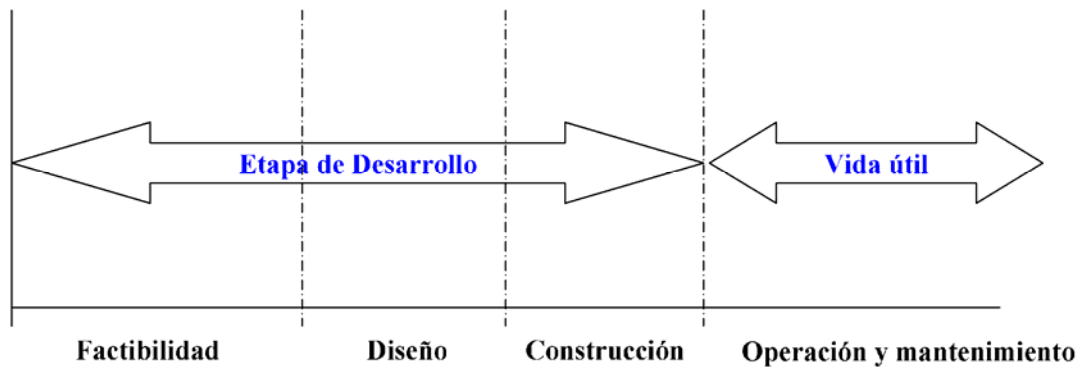 Etapa de Desarrollo
Vida útil
Factibilidad
Diseño
Construcción
Operación y mantenimiento